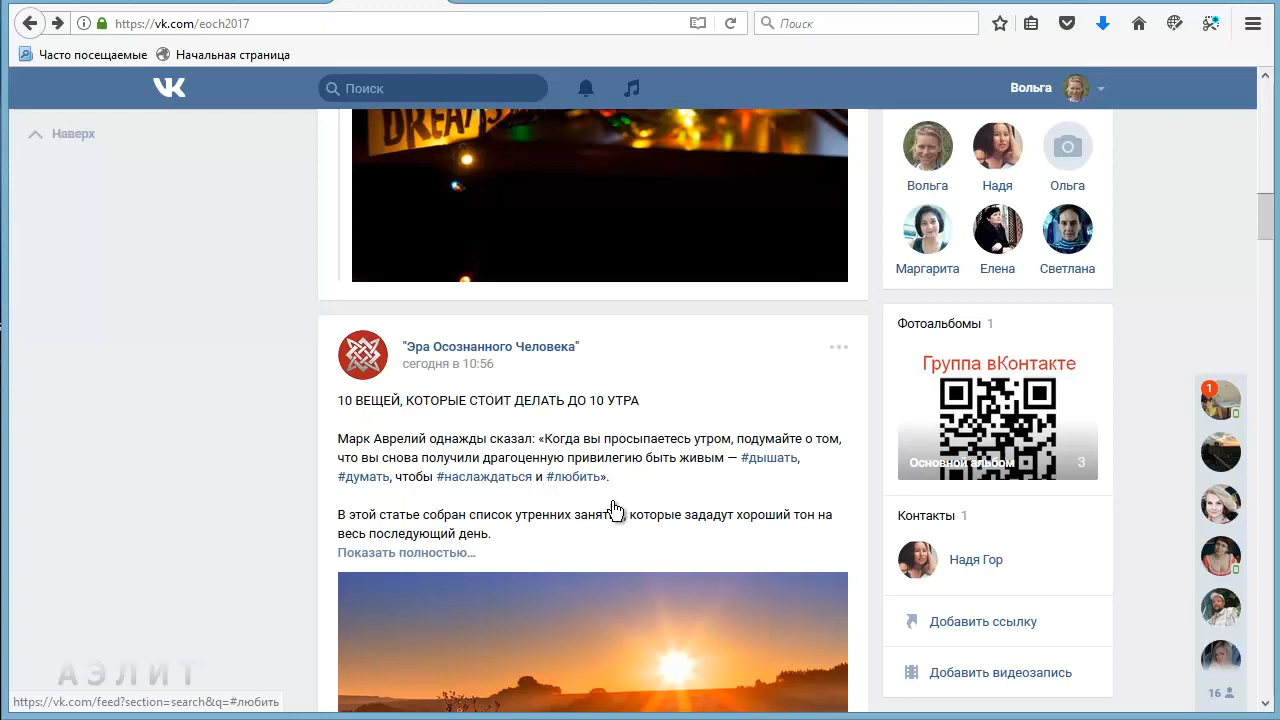 https://vk.com/eoch2017
Поиск
Часто посещаемые
Начальная страница
Поиск
Вольга
Наверх
DREAMS
Вольга
Надя
Ольга
Маргарита
Елена
Светлана
"Эра Осознанного Человека"
сегодня в 10:56
10 ВЕЩЕЙ, КОТОРЫЕ СТОИТ ДЕЛАТЬ ДО 10 УТРА
Марк Аврелий однажды сказал: «Когда вы просыпаетесь утром, подумайте о том,
что вы снова получили драгоценную привилегию быть живым — #дышать,
#думать, чтобы #наслаждаться и #любить».
В этой статье собран список утренних занят которые зададут хороший тон на
весь последующий день.
Показать полностью...
Фотоальбомы 1
Группа вКонтакте
Основной альбом 3
Контакты 1
Надя Гор
Добавить ссылку
Добавить видеозапись
1
16
АЭЛИТ
https://vk.com/feed?section=search&q=#любить